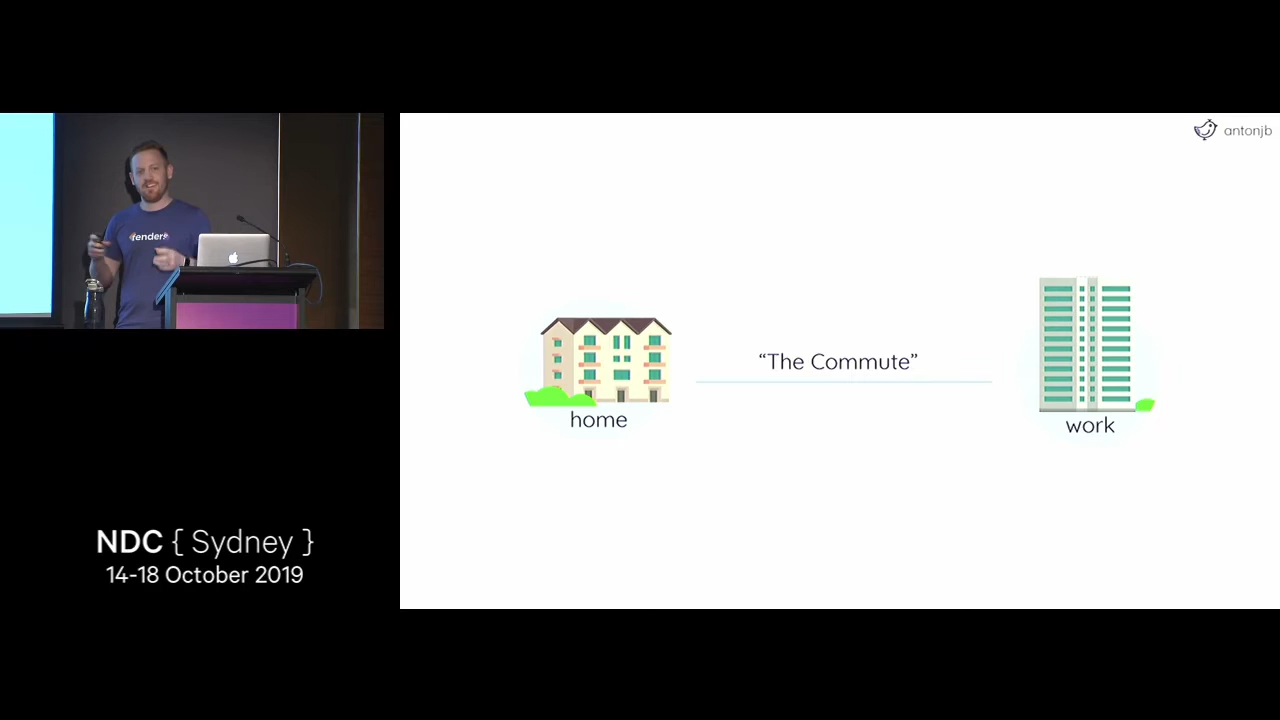 antonjb
“The Commute”
home
work
NDC { Sydney }
14-18 October 2019